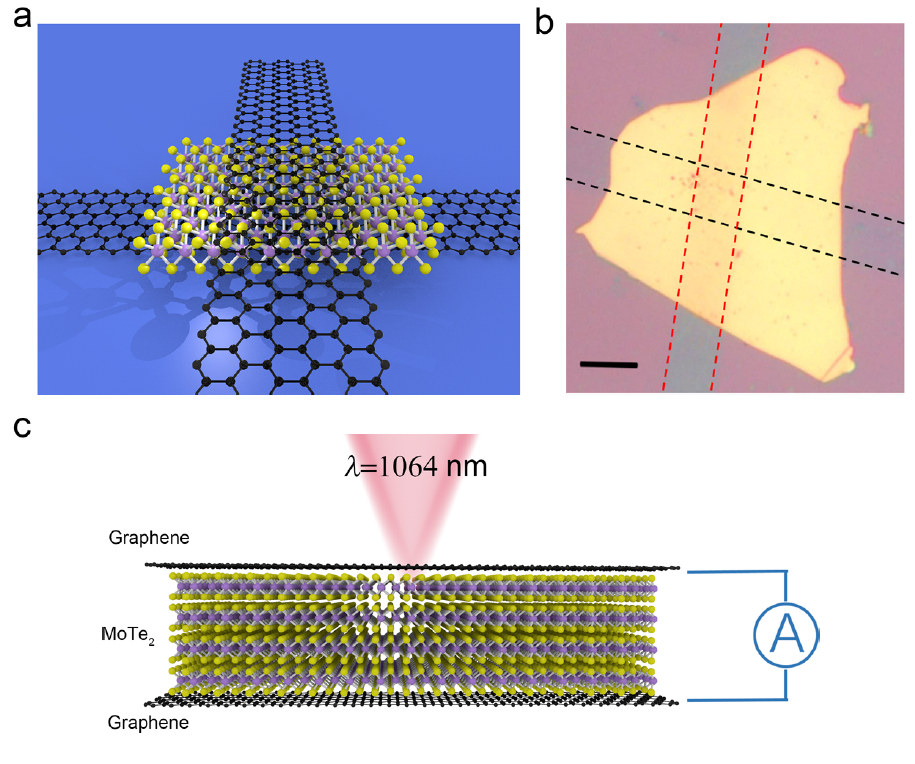 a
b
c
λ=1064 nm
Graphene
MoTe₂
A
Graphene